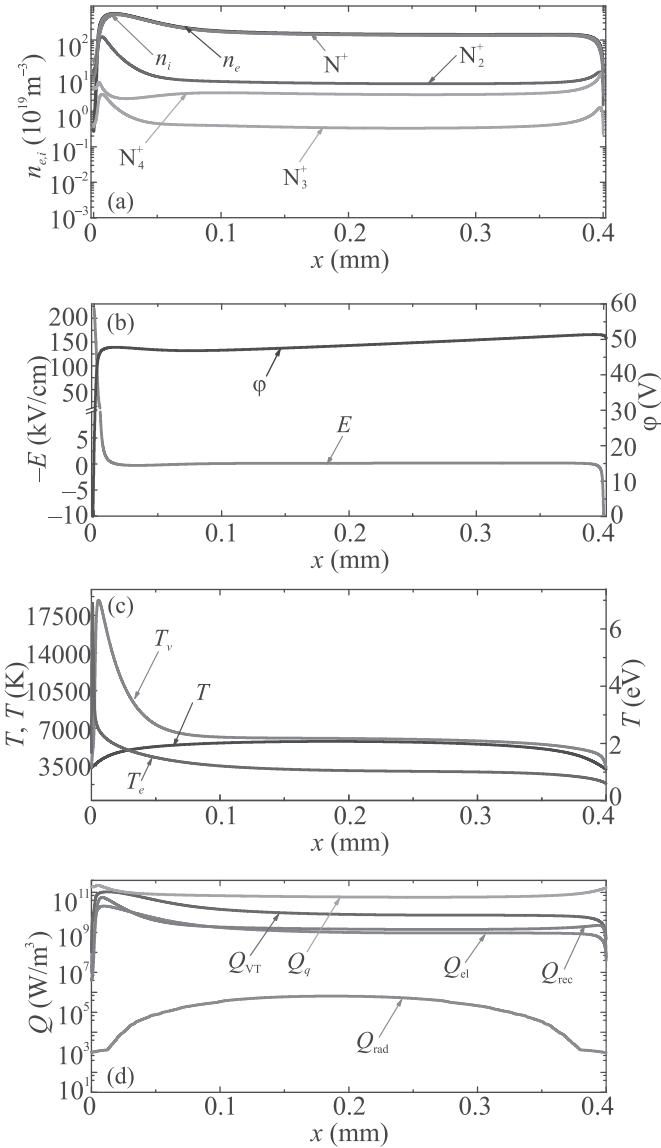 10²
10¹
10⁰
10⁻¹
10⁻²
10⁻³
n_{e,i} (10¹⁹m⁻³)
n_i
n_e
N⁺
N₂⁺
N₄⁺
N₃⁺
(a)
0 0.1 0.2 0.3 0.4
x (mm)
(b)
200
150
100
50
5
0
−5
−10
−E (kV/cm)
60
50
40
30
20
10
0
φ (V)
φ
E
0 0.1 0.2 0.3 0.4
x (mm)
(c)
17500
14000
10500
7000
3500
T, T (K)
6
4
2
0
T (eV)
T_v
T
T_e
0 0.1 0.2 0.3 0.4
x (mm)
10¹¹
10⁹
10⁷
10⁵
10³
10¹
Q (W/m³)
Q_VT
Q_q
Q_el
Q_rec
Q_rad
(d)
0 0.1 0.2 0.3 0.4
x (mm)